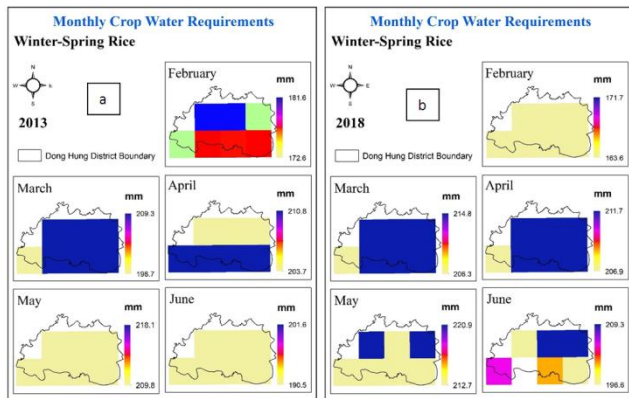 Monthly Crop Water Requirements
Winter-Spring Rice
N
W
E
S
a
2013
Dong Hung District Boundary
February
mm
181.6
172.6
March
mm
209.3
196.7
April
mm
210.8
203.7
May
mm
218.1
209.8
June
mm
201.6
190.5
Monthly Crop Water Requirements
Winter-Spring Rice
N
W
E
S
b
2018
Dong Hung District Boundary
February
mm
171.7
163.6
March
mm
214.8
206.3
April
mm
211.7
206.9
May
mm
220.9
212.7
June
mm
209.3
196.6